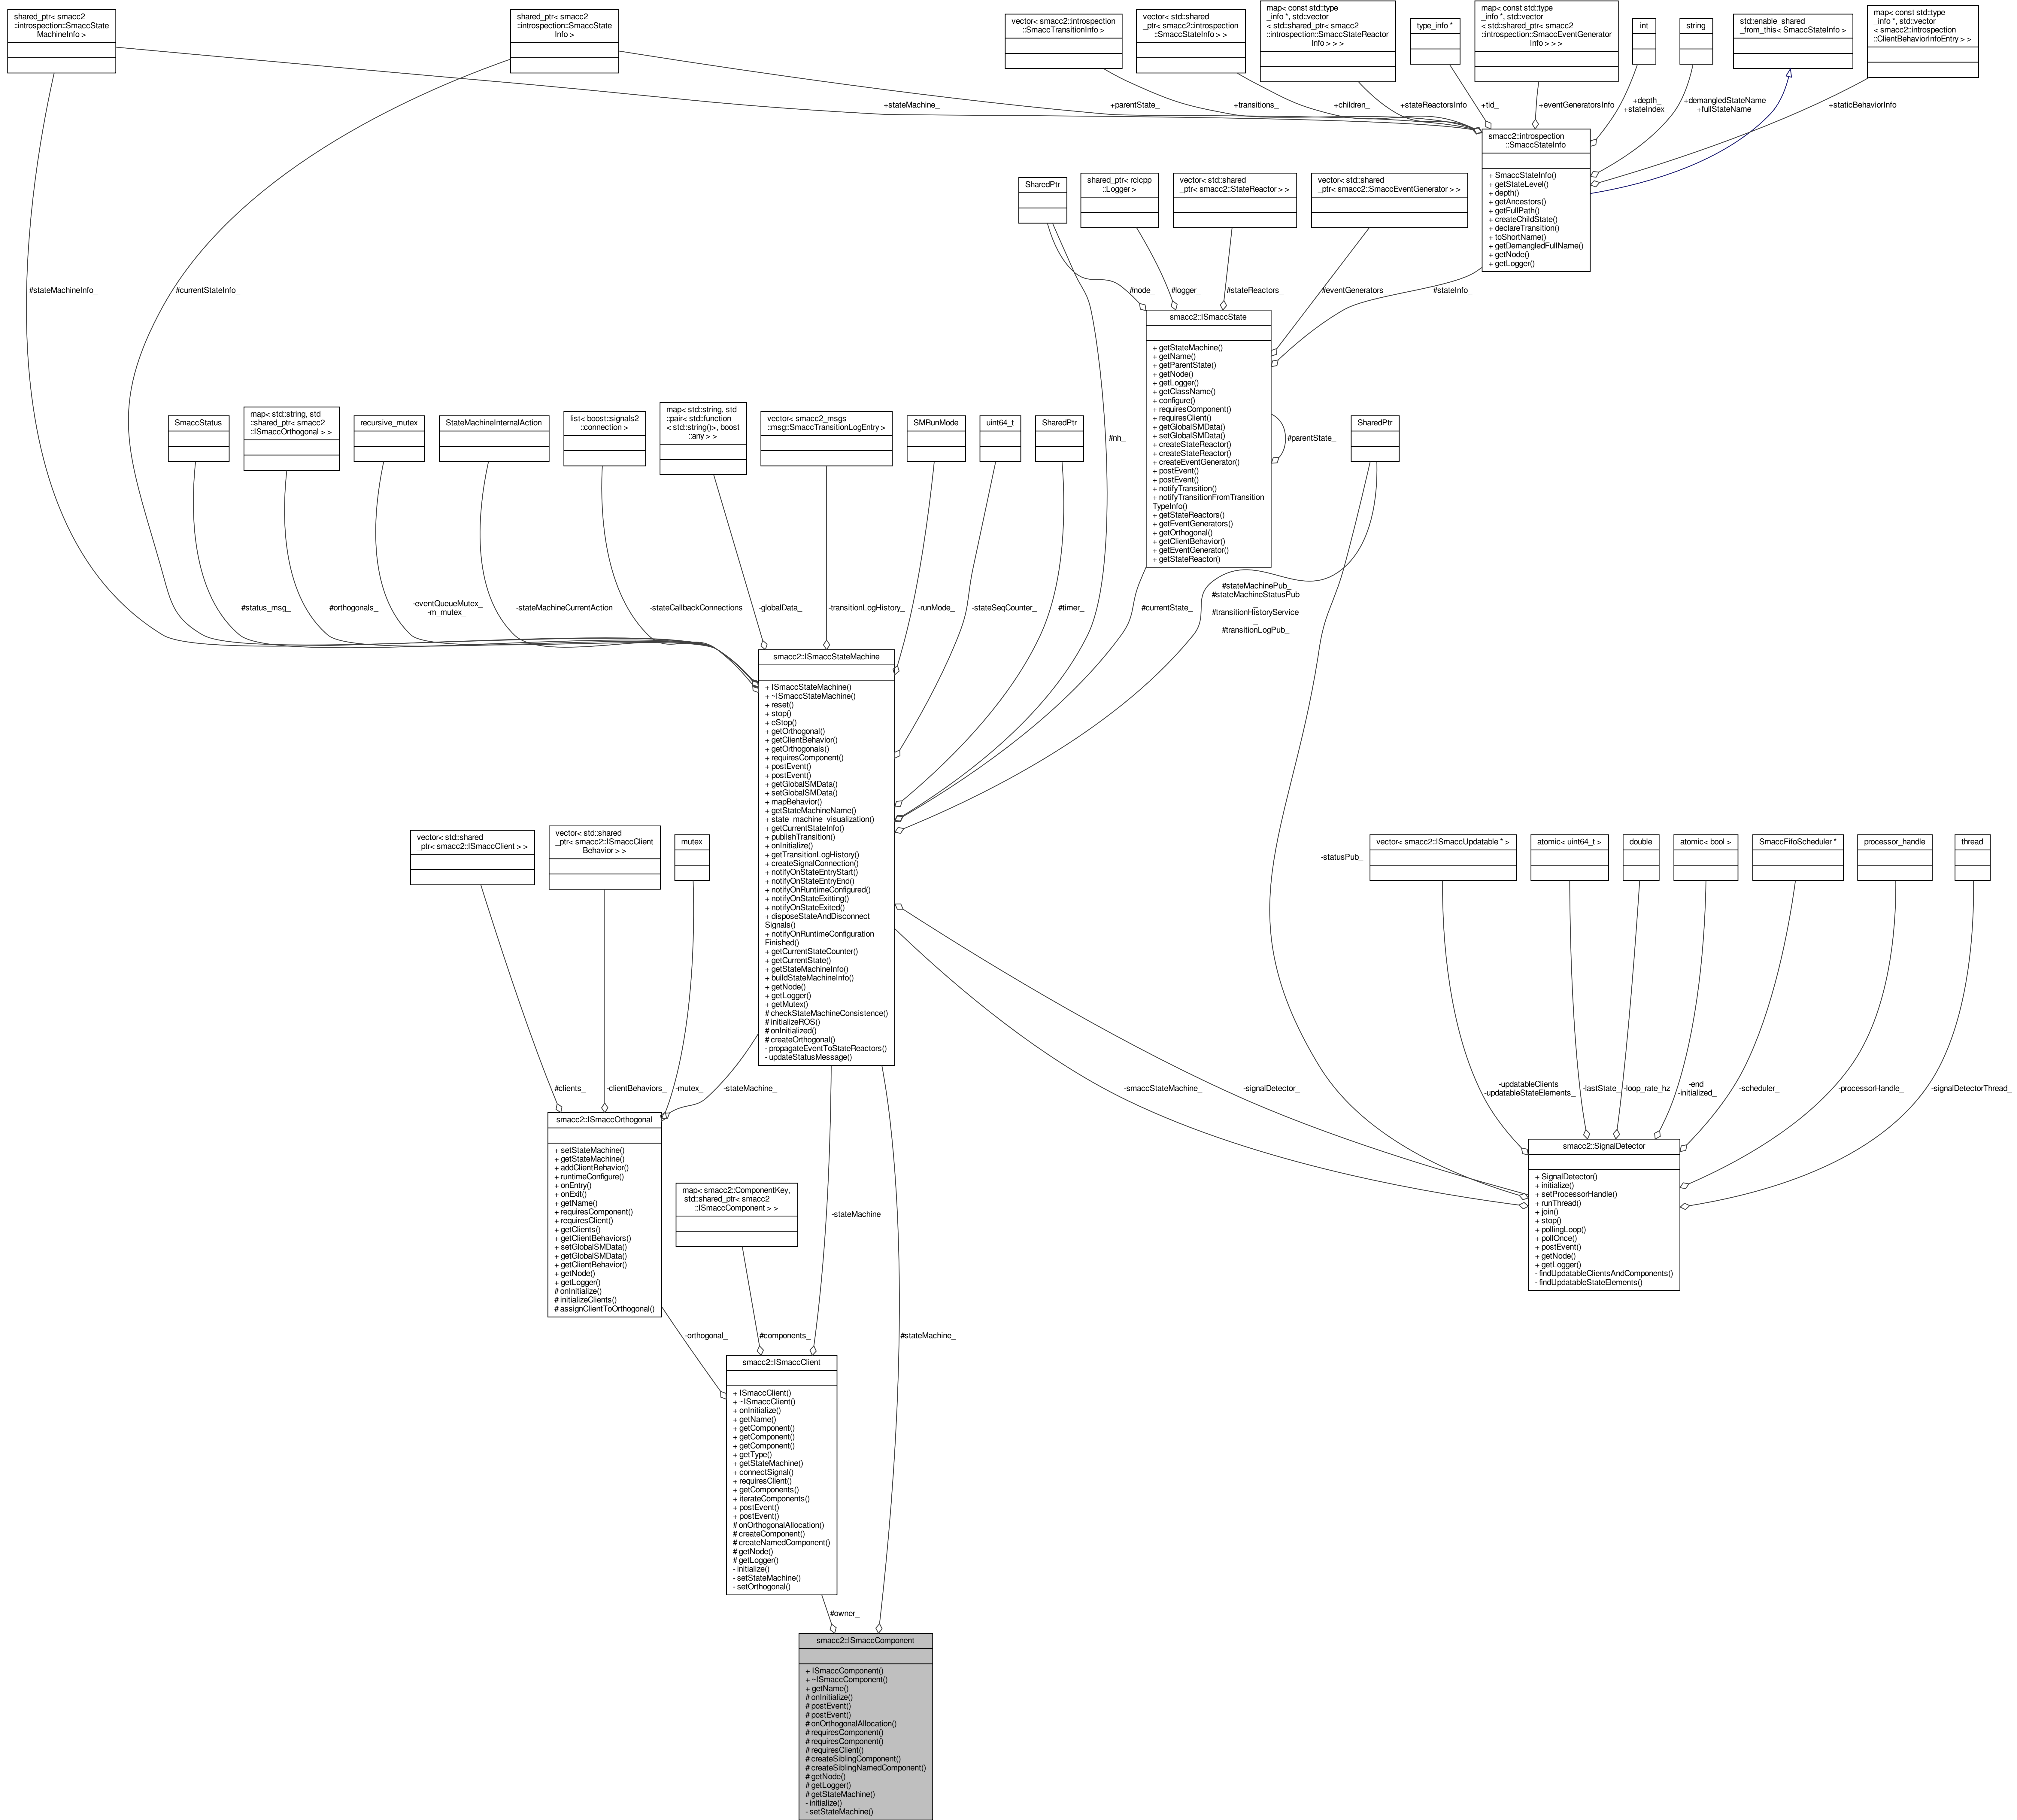 shared_ptr< smacc2
::introspection::SmaccState
MachineInfo >
shared_ptr< smacc2
::introspection::SmaccState
Info >
vector< smacc2::introspection
::SmaccTransitionInfo >
vector< std::shared
_ptr< smacc2::introspection
::SmaccStateInfo > >
map< const std::type
_info *, std::vector
< std::shared_ptr< smacc2
::introspection::SmaccStateReactor
Info > > >
type_info *
map< const std::type
_info *, std::vector
< std::shared_ptr< smacc2
::introspection::SmaccEventGenerator
Info > > >
int
string
std::enable_shared
_from_this< SmaccStateInfo >
map< const std::type
_info *, std::vector
< smacc2::introspection
::ClientBehaviorInfoEntry > >
+stateMachine_
+parentState_
+transitions_
+children_
+stateReactorsInfo
+tid_
+eventGeneratorsInfo
+depth_
+stateIndex_
+demangledStateName
+fullStateName
+staticBehaviorInfo
smacc2::introspection
::SmaccStateInfo
+ SmaccStateInfo()
+ getStateLevel()
+ depth()
+ getAncestors()
+ getFullPath()
+ createChildState()
+ declareTransition()
+ toShortName()
+ getDemangledFullName()
+ getNode()
+ getLogger()
SharedPtr
shared_ptr< rclcpp
::Logger >
vector< std::shared
_ptr< smacc2::StateReactor > >
vector< std::shared
_ptr< smacc2::SmaccEventGenerator > >
#stateMachineInfo_
#currentStateInfo_
#node_
#logger_
#stateReactors_
#eventGenerators_
#stateInfo_
smacc2::ISmaccState
+ getStateMachine()
+ getName()
+ getParentState()
+ getNode()
+ getLogger()
+ getClassName()
+ configure()
+ requiresComponent()
+ requiresClient()
+ getGlobalSMData()
+ setGlobalSMData()
+ createStateReactor()
+ createStateReactor()
+ createEventGenerator()
+ postEvent()
+ postEvent()
+ notifyTransition()
+ notifyTransitionFromTransition
TypeInfo()
+ getStateReactors()
+ getEventGenerators()
+ getOrthogonal()
+ getClientBehavior()
+ getEventGenerator()
+ getStateReactor()
#parentState_
#nh_
SmaccStatus
map< std::string, std
::shared_ptr< smacc2
::ISmaccOrthogonal > >
recursive_mutex
StateMachineInternalAction
list< boost::signals2
::connection >
map< std::string, std
::pair< std::function
< std::string()>, boost
::any > >
vector< smacc2_msgs
::msg::SmaccTransitionLogEntry >
SMRunMode
uint64_t
SharedPtr
SharedPtr
#status_msg_
#orthogonals_
-eventQueueMutex_
-m_mutex_
-stateMachineCurrentAction
-stateCallbackConnections
-globalData_
-transitionLogHistory_
-runMode_
-stateSeqCounter_
#timer_
#currentState_
#stateMachinePub_
#stateMachineStatusPub
_
#transitionHistoryService
_
#transitionLogPub_
smacc2::ISmaccStateMachine
+ ISmaccStateMachine()
+ ~ISmaccStateMachine()
+ reset()
+ stop()
+ eStop()
+ getOrthogonal()
+ getClientBehavior()
+ getOrthogonals()
+ requiresComponent()
+ postEvent()
+ postEvent()
+ getGlobalSMData()
+ setGlobalSMData()
+ mapBehavior()
+ getStateMachineName()
+ state_machine_visualization()
+ getCurrentStateInfo()
+ publishTransition()
+ onInitialize()
+ getTransitionLogHistory()
+ createSignalConnection()
+ notifyOnStateEntryStart()
+ notifyOnStateEntryEnd()
+ notifyOnRuntimeConfigured()
+ notifyOnStateExitting()
+ notifyOnStateExited()
+ disposeStateAndDisconnect
Signals()
+ notifyOnRuntimeConfiguration
Finished()
+ getCurrentStateCounter()
+ getCurrentState()
+ getStateMachineInfo()
+ buildStateMachineInfo()
+ getNode()
+ getLogger()
+ getMutex()
# checkStateMachineConsistence()
# initializeROS()
# onInitialized()
# createOrthogonal()
- propagateEventToStateReactors()
- updateStatusMessage()
vector< std::shared
_ptr< smacc2::ISmaccClient > >
vector< std::shared
_ptr< smacc2::ISmaccClient
Behavior > >
mutex
-statusPub_
vector< smacc2::ISmaccUpdatable * >
atomic< uint64_t >
double
atomic< bool >
SmaccFifoScheduler *
processor_handle
thread
#clients_
-clientBehaviors_
-mutex_
-stateMachine_
-smaccStateMachine_
-signalDetector_
-updatableClients_
-updatableStateElements_
-lastState_
-loop_rate_hz
-end_
-initialized_
-scheduler_
-processorHandle_
-signalDetectorThread_
smacc2::ISmaccOrthogonal
+ setStateMachine()
+ getStateMachine()
+ addClientBehavior()
+ runtimeConfigure()
+ onEntry()
+ onExit()
+ getName()
+ requiresComponent()
+ requiresClient()
+ getClients()
+ getClientBehaviors()
+ setGlobalSMData()
+ getGlobalSMData()
+ getClientBehavior()
+ getNode()
+ getLogger()
# onInitialize()
# initializeClients()
# assignClientToOrthogonal()
smacc2::SignalDetector
+ SignalDetector()
+ initialize()
+ setProcessorHandle()
+ runThread()
+ join()
+ stop()
+ pollingLoop()
+ pollOnce()
+ postEvent()
+ getNode()
+ getLogger()
- findUpdatableClientsAndComponents()
- findUpdatableStateElements()
map< smacc2::ComponentKey,
std::shared_ptr< smacc2
::ISmaccComponent > >
-stateMachine_
-orthogonal_
#components_
#stateMachine_
smacc2::ISmaccClient
+ ISmaccClient()
+ ~ISmaccClient()
+ onInitialize()
+ getName()
+ getComponent()
+ getComponent()
+ getComponent()
+ getType()
+ getStateMachine()
+ connectSignal()
+ requiresClient()
+ getComponents()
+ iterateComponents()
+ postEvent()
+ postEvent()
# onOrthogonalAllocation()
# createComponent()
# createNamedComponent()
# getNode()
# getLogger()
- initialize()
- setStateMachine()
- setOrthogonal()
#owner_
smacc2::ISmaccComponent
+ ISmaccComponent()
+ ~ISmaccComponent()
+ getName()
# onInitialize()
# postEvent()
# postEvent()
# onOrthogonalAllocation()
# requiresComponent()
# requiresComponent()
# requiresClient()
# createSiblingComponent()
# createSiblingNamedComponent()
# getNode()
# getLogger()
# getStateMachine()
- initialize()
- setStateMachine()